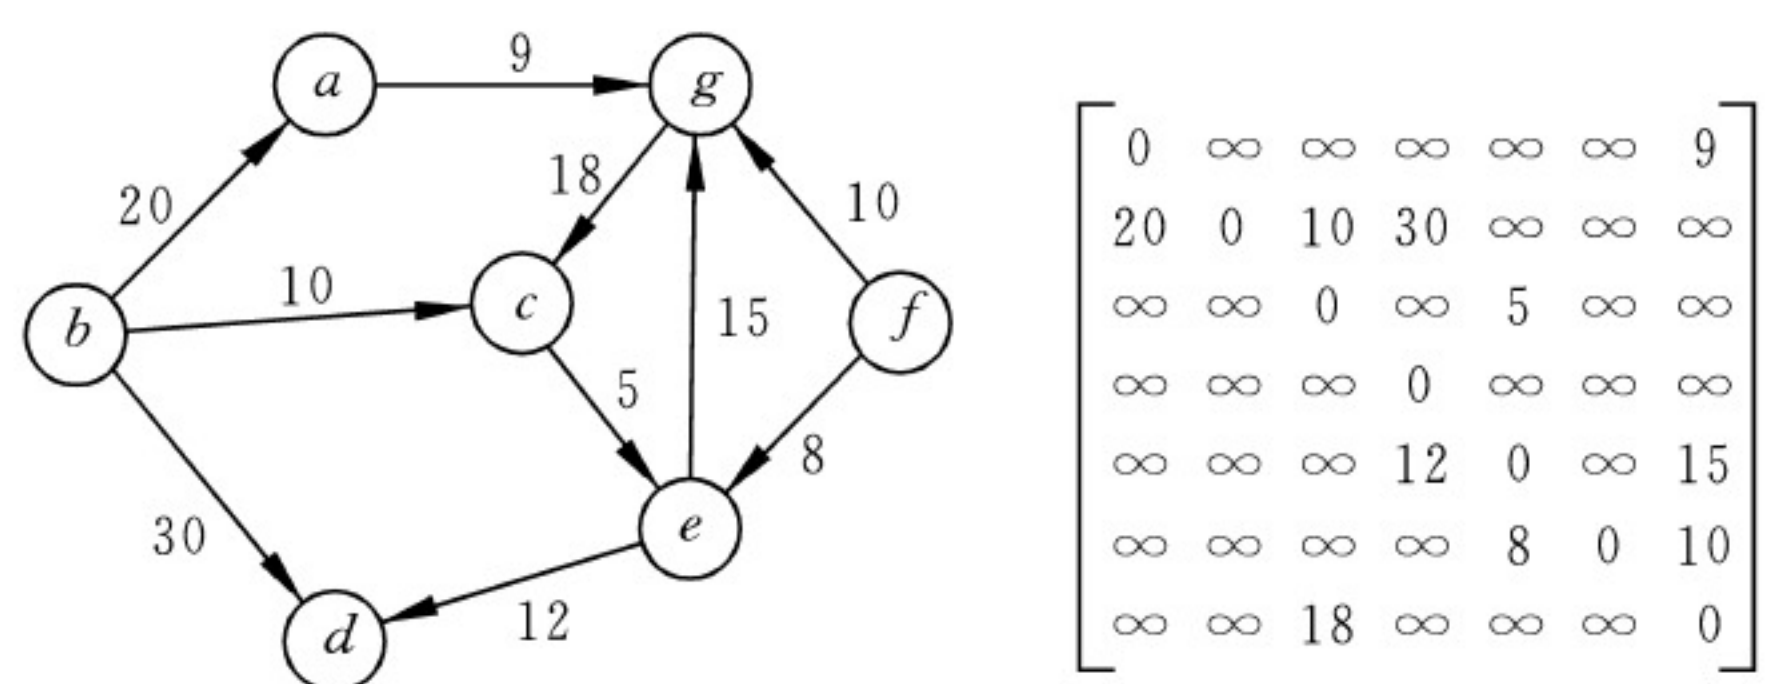 a 9 g
18
20 10
10 c
b 15 f
5
8
e
30
12
d
0 ∞ ∞ ∞ ∞ ∞ 9
20 0 10 30 ∞ ∞ ∞
∞ ∞ 0 ∞ 5 ∞ ∞
∞ ∞ ∞ 0 ∞ ∞ ∞
∞ ∞ ∞ 12 0 ∞ 15
∞ ∞ ∞ ∞ 8 0 10
∞ ∞ 18 ∞ ∞ ∞ 0